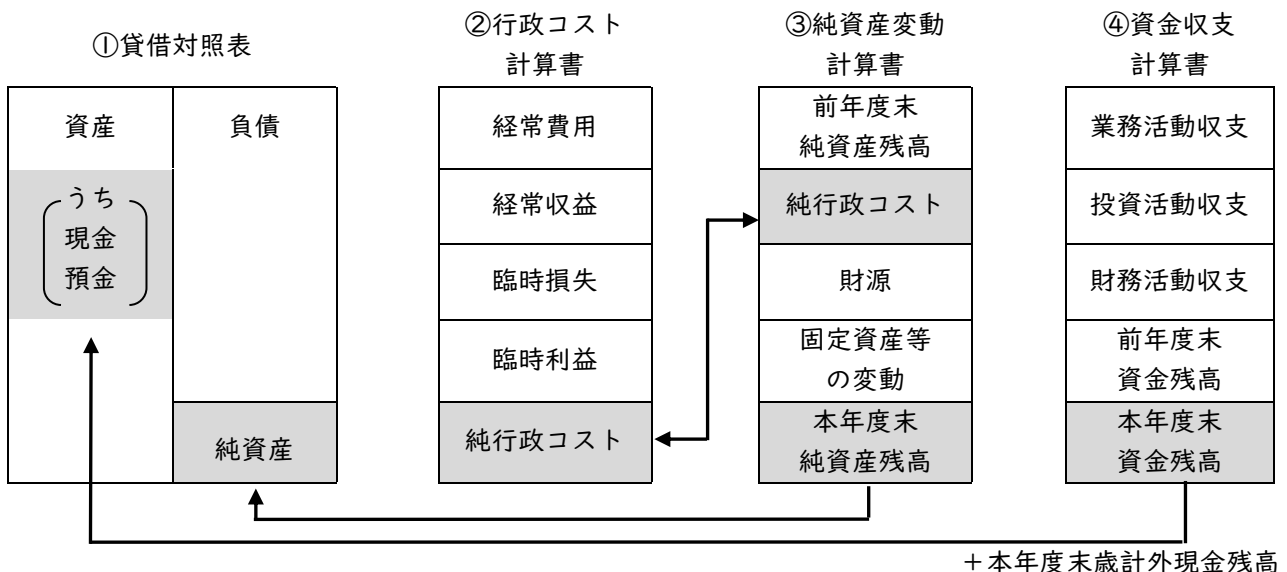 ①貸借対照表
資産
負債
うち
現金
預金
純資産
②行政コスト
計算書
経常費用
経常収益
臨時損失
臨時利益
純行政コスト
③純資産変動
計算書
前年度末
純資産残高
純行政コスト
財源
固定資産等
の変動
本年度末
純資産残高
④資金収支
計算書
業務活動収支
投資活動収支
財務活動収支
前年度末
資金残高
本年度末
資金残高
＋本年度末歳計外現金残高